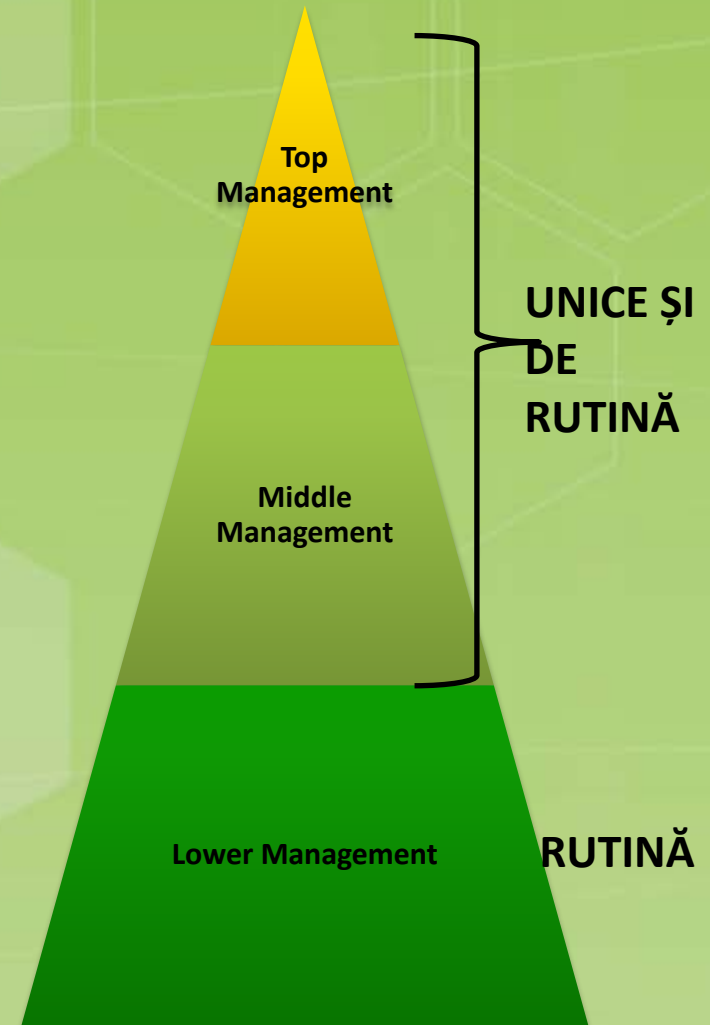 Top
Management
UNICE ȘI
DE
RUTINĂ
Middle
Management
Lower Management
RUTINĂ